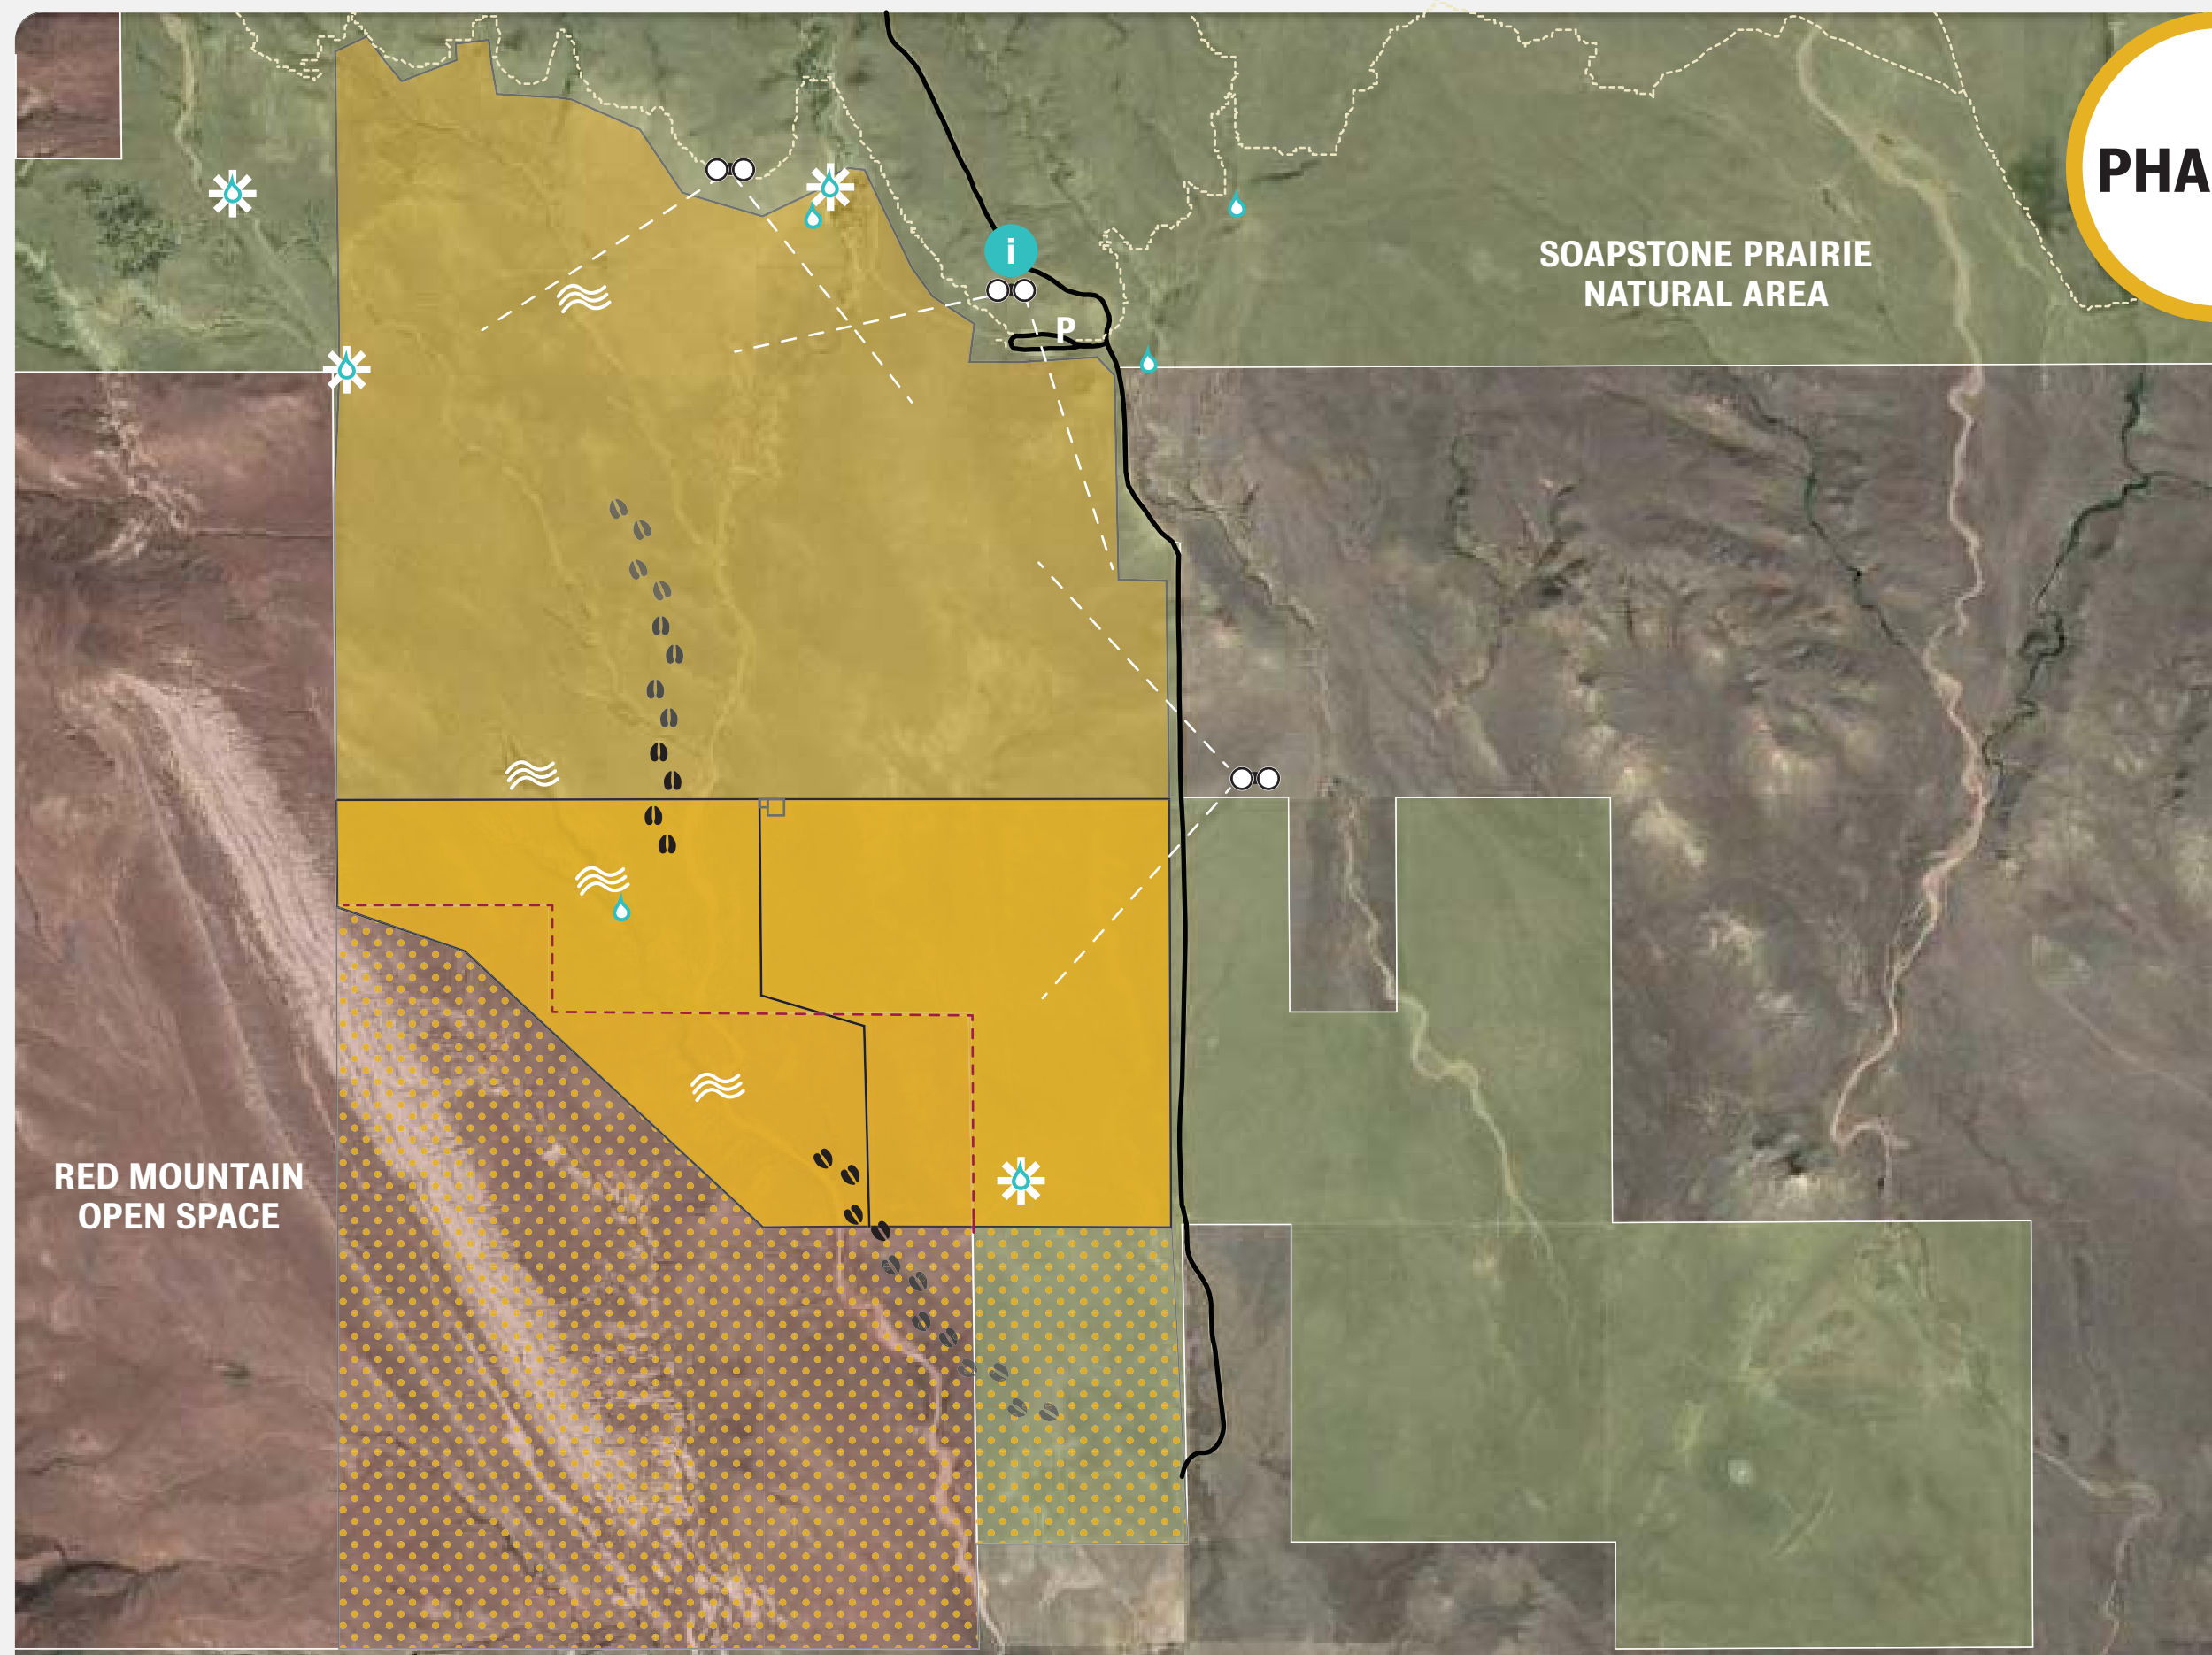 PHA
SOAPSTONE PRAIRIE
NATURAL AREA
i
P
RED MOUNTAIN
OPEN SPACE